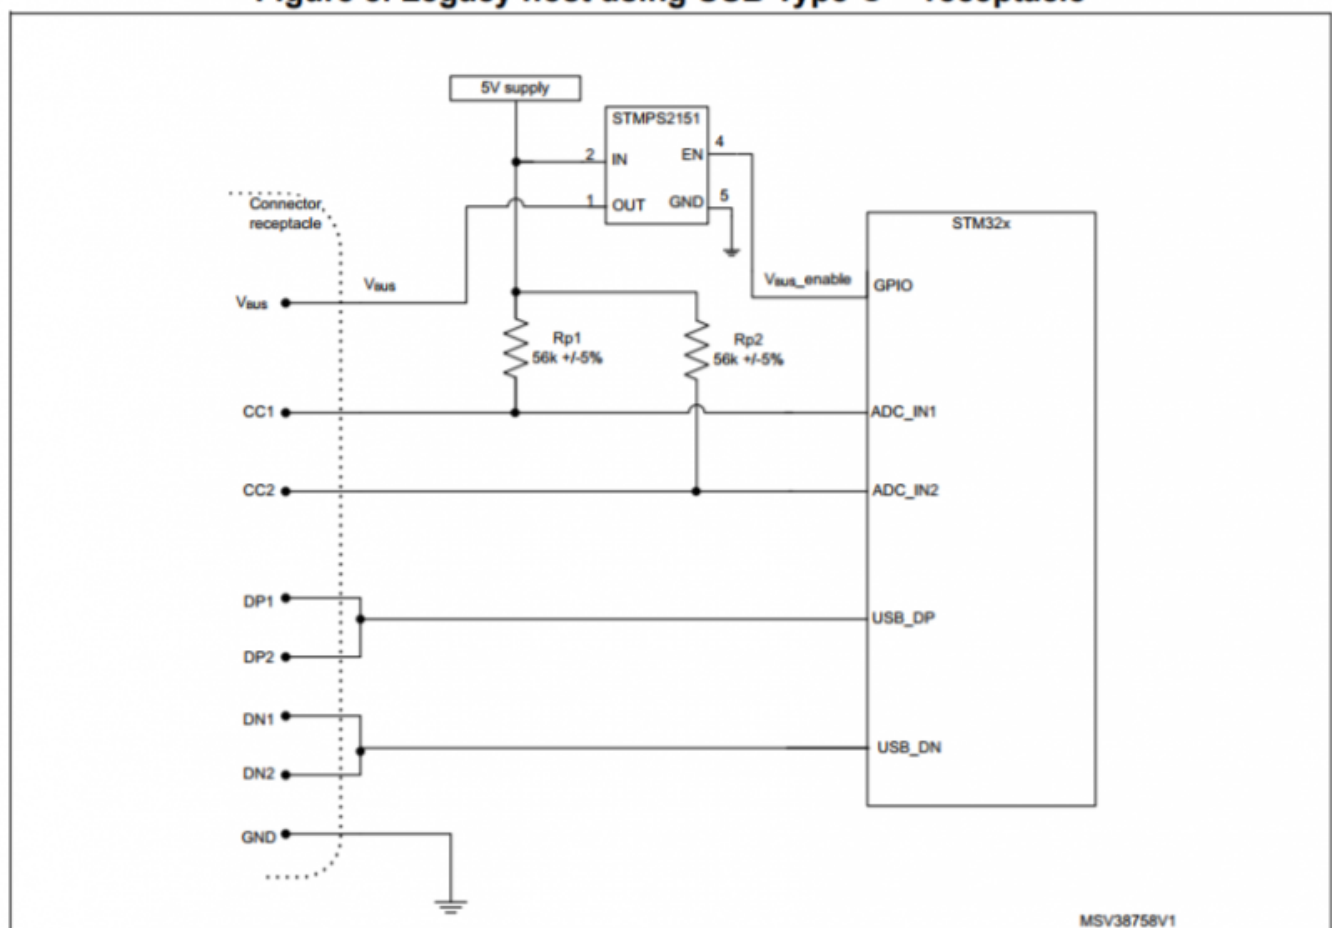 5V supply
STMPS2151
4
2 IN EN
5
1 OUT GND
Connector
receptacle
STM32x
VBUS
VBUS
VBUS_enable
GPIO
Rp1
56k +/-5%
Rp2
56k +/-5%
CC1
ADC_IN1
CC2
ADC_IN2
DP1
USB_DP
DP2
DN1
USB_DN
DN2
GND
MSV38758V1